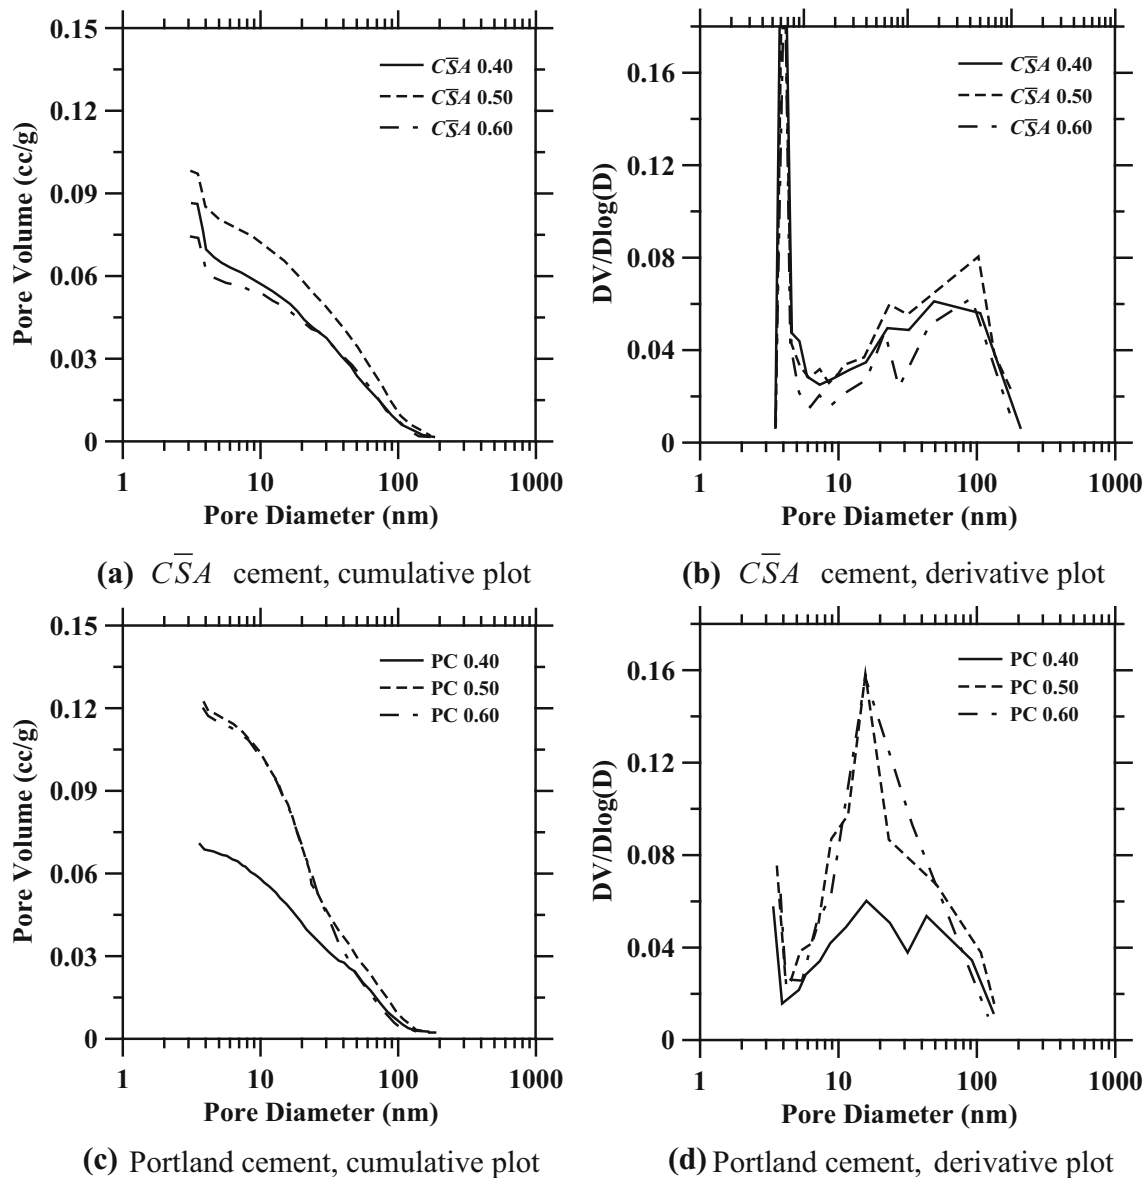 0.15
0.12
0.09
0.06
0.03
0
Pore Volume (cc/g)
CS̅A 0.40
CS̅A 0.50
CS̅A 0.60
1 10 100 1000
Pore Diameter (nm)
(a) CS̅A cement, cumulative plot
0.16
0.12
0.08
0.04
0
DV/Dlog(D)
CS̅A 0.40
CS̅A 0.50
CS̅A 0.60
1 10 100 1000
Pore Diameter (nm)
(b) CS̅A cement, derivative plot
0.15
0.12
0.09
0.06
0.03
0
Pore Volume (cc/g)
PC 0.40
PC 0.50
PC 0.60
1 10 100 1000
Pore Diameter (nm)
(c) Portland cement, cumulative plot
0.16
0.12
0.08
0.04
0
DV/Dlog(D)
PC 0.40
PC 0.50
PC 0.60
1 10 100 1000
Pore Diameter (nm)
(d) Portland cement, derivative plot